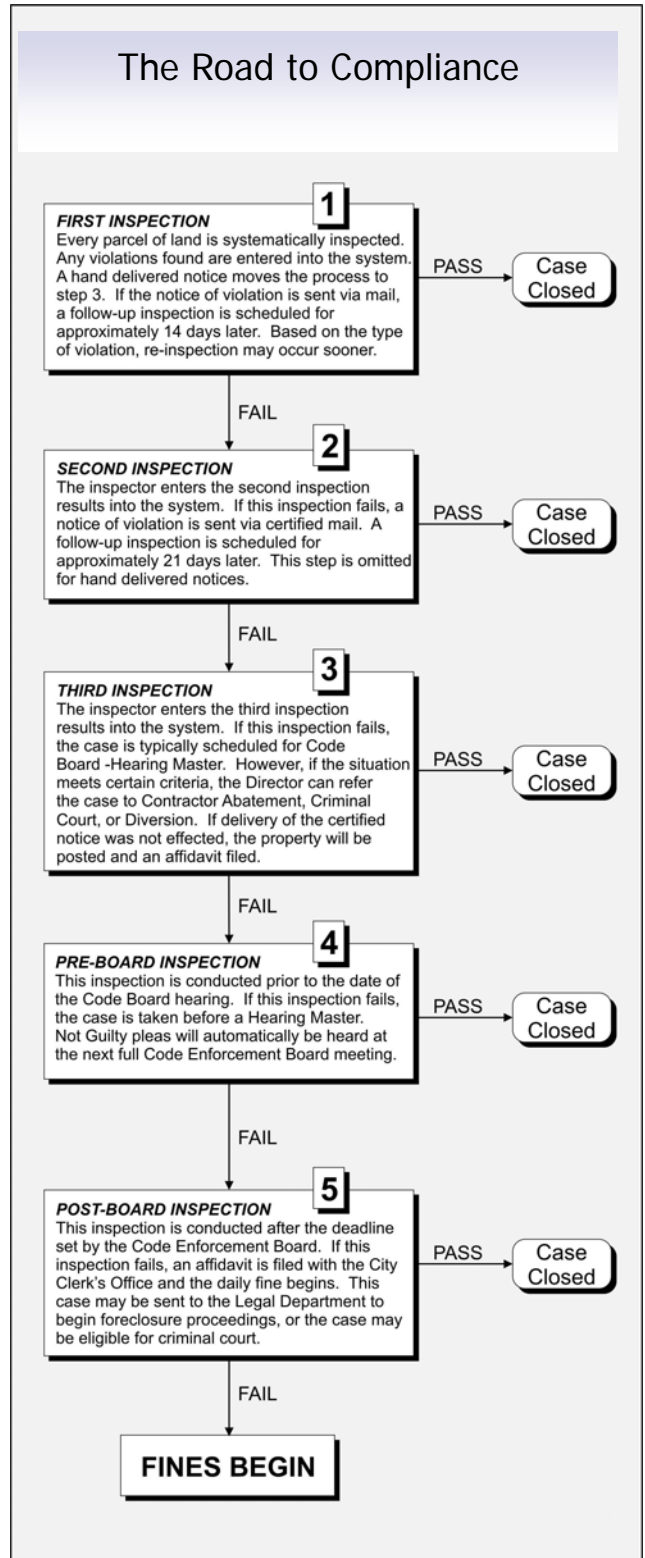 The Road to Compliance
1
FIRST INSPECTION
Every parcel of land is systematically inspected.
Any violations found are entered into the system.
A hand delivered notice moves the process to
step 3. If the notice of violation is sent via mail,
a follow-up inspection is scheduled for
approximately 14 days later. Based on the type
of violation, re-inspection may occur sooner.
PASS
Case
Closed
FAIL
2
SECOND INSPECTION
The inspector enters the second inspection
results into the system. If this inspection fails, a
notice of violation is sent via certified mail. A
follow-up inspection is scheduled for
approximately 21 days later. This step is omitted
for hand delivered notices.
PASS
Case
Closed
FAIL
3
THIRD INSPECTION
The inspector enters the third inspection
results into the system. If this inspection fails,
the case is typically scheduled for Code
Board -Hearing Master. However, if the situation
meets certain criteria, the Director can refer
the case to Contractor Abatement, Criminal
Court, or Diversion. If delivery of the certified
notice was not effected, the property will be
posted and an affidavit filed.
PASS
Case
Closed
FAIL
4
PRE-BOARD INSPECTION
This inspection is conducted prior to the date of
the Code Board hearing. If this inspection fails,
the case is taken before a Hearing Master.
Not Guilty pleas will automatically be heard at
the next full Code Enforcement Board meeting.
PASS
Case
Closed
FAIL
5
POST-BOARD INSPECTION
This inspection is conducted after the deadline
set by the Code Enforcement Board. If this
inspection fails, an affidavit is filed with the City
Clerk's Office and the daily fine begins. This
case may be sent to the Legal Department to
begin foreclosure proceedings, or the case may
be eligible for criminal court.
PASS
Case
Closed
FAIL
FINES BEGIN